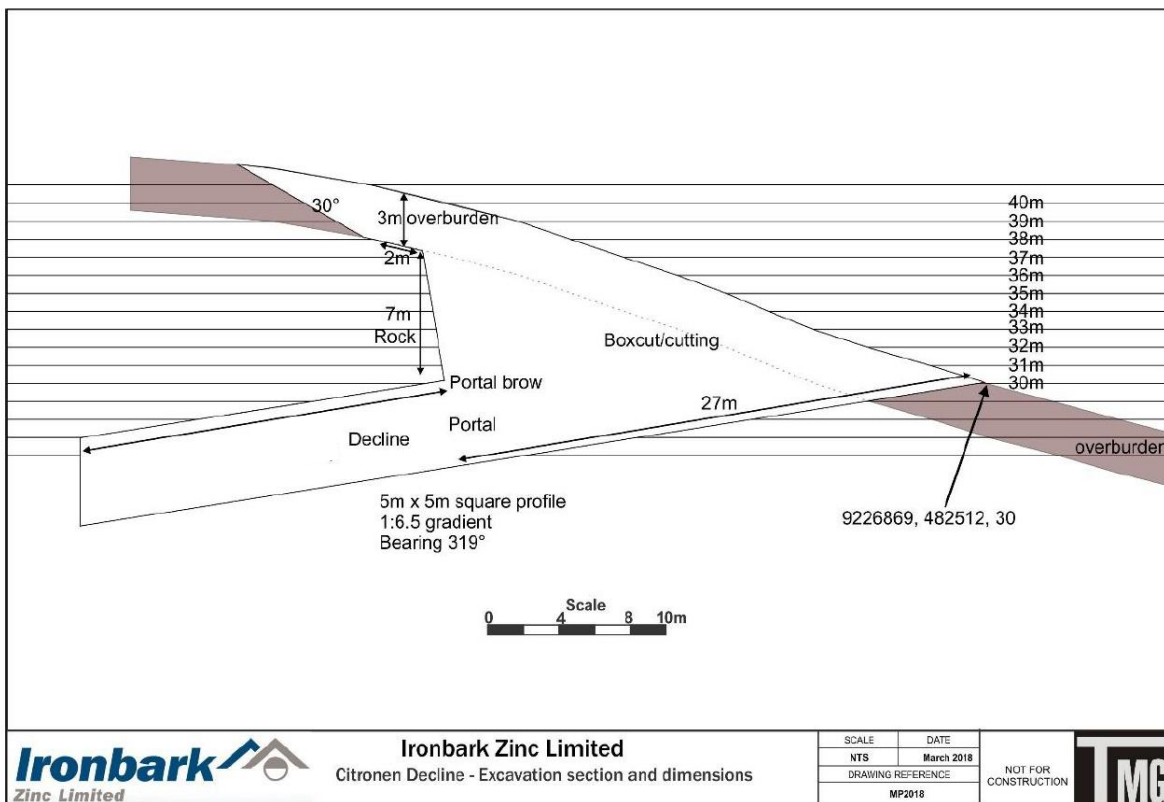 40m
30°
39m
3m overburden
38m
2m
37m
36m
35m
7m
34m
Rock
33m
Boxcut/cutting
32m
31m
Portal brow
30m
27m
Portal
Decline
overburden
5m x 5m square profile
1:6.5 gradient
Bearing 319°
9226869, 482512, 30
Scale
0 4 8 10m
Ironbark
Zinc Limited
Ironbark Zinc Limited
Citronen Decline - Excavation section and dimensions
SCALE DATE
NTS March 2018
DRAWING REFERENCE
MP2018
NOT FOR
CONSTRUCTION
TMG